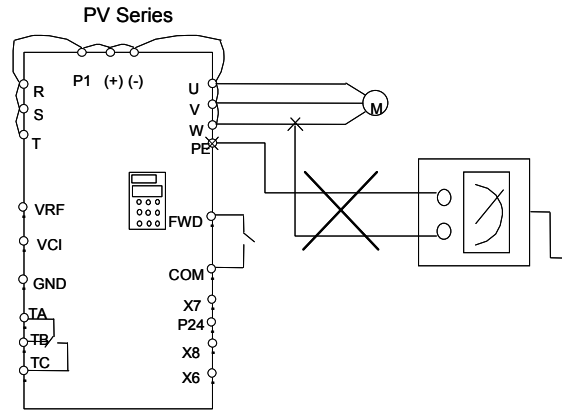 PV Series
P1 (+) (-)
R
S
T
U
V
W
PE
M
VRF
VCI
GND
TA
TB
TC
FWD
COM
X7
P24
X8
X6